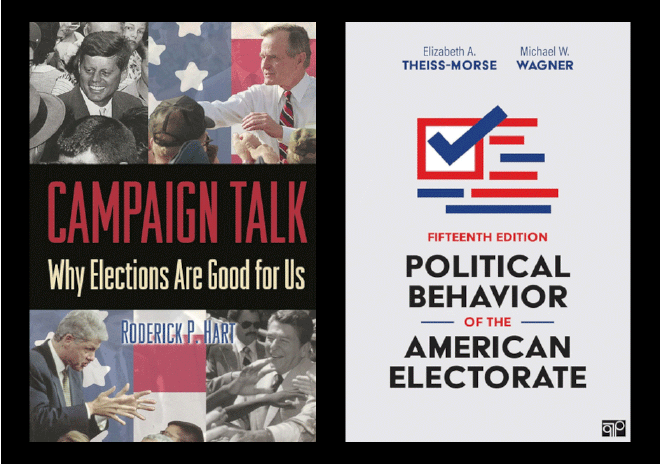 CAMPAIGN TALK
Why Elections Are Good for Us
RODERICK P. HART
Elizabeth A.
THEISS-MORSE
Michael W.
WAGNER
FIFTEENTH EDITION
POLITICAL
BEHAVIOR
OF THE
AMERICAN
ELECTORATE